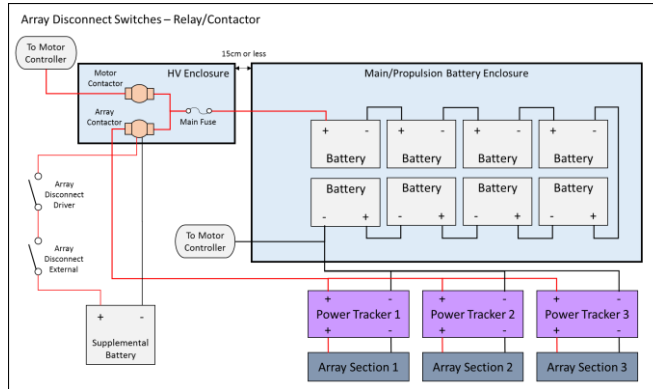 Array Disconnect Switches – Relay/Contactor
To Motor
Controller
15cm or less
Motor
Contactor
HV Enclosure
Array
Contactor
Main Fuse
Main/Propulsion Battery Enclosure
+ - + - + - + -
Battery Battery Battery Battery
Battery Battery Battery Battery
- + - + - + - +
Array
Disconnect
Driver
Array
Disconnect
External
To Motor
Controller
+ -
Supplemental
Battery
+ - + - + -
Power Tracker 1 Power Tracker 2 Power Tracker 3
+ - + - + -
Array Section 1 Array Section 2 Array Section 3